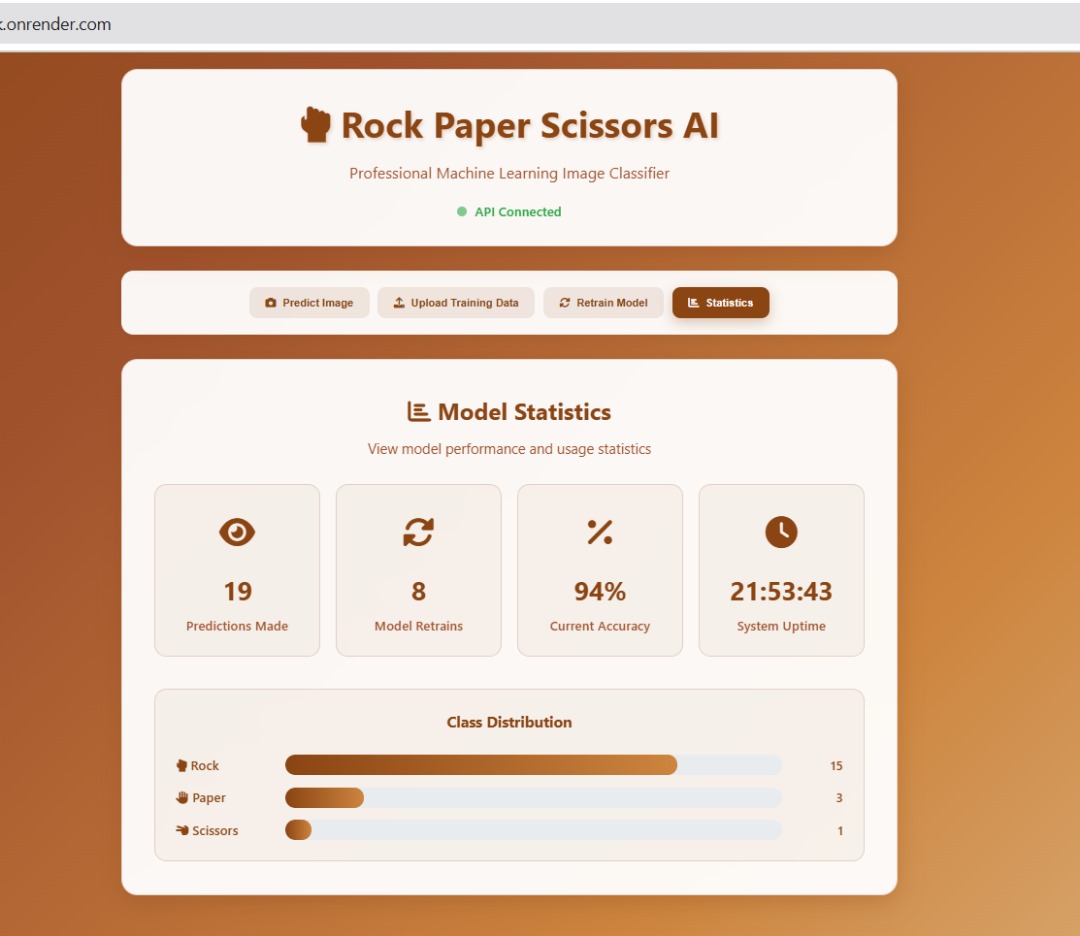 .onrender.com
Rock Paper Scissors AI
Professional Machine Learning Image Classifier
API Connected
Predict Image Upload Training Data Retrain Model Statistics
Model Statistics
View model performance and usage statistics
19 8 94% 21:53:43
Predictions Made Model Retrains Current Accuracy System Uptime
Class Distribution
Rock 15
Paper 3
Scissors 1